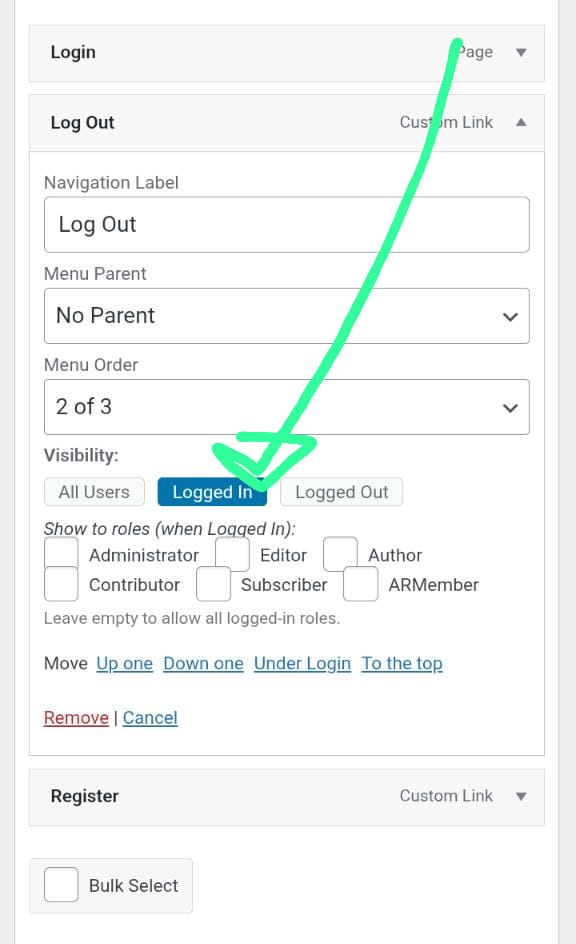 Login Page
Log Out Custom Link
Navigation Label
Log Out
Menu Parent
No Parent
Menu Order
2 of 3
Visibility:
All Users Logged In Logged Out
Show to roles (when Logged In):
Administrator Editor Author
Contributor Subscriber ARMember
Leave empty to allow all logged-in roles.
Move Up one Down one Under Login To the top
Remove | Cancel
Register Custom Link
Bulk Select